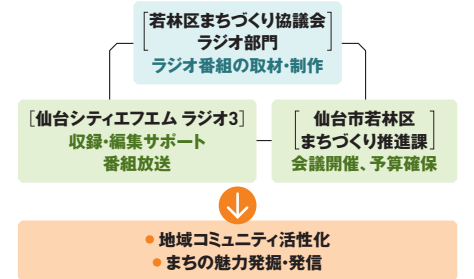 [若林区まちづくり協議会
ラジオ部門]
ラジオ番組の取材・制作
[仙台シティエフエム ラジオ3]
収録・編集サポート
番組放送
[仙台市若林区
まちづくり推進課]
会議開催、予算確保
● 地域コミュニティ活性化
● まちの魅力発掘・発信